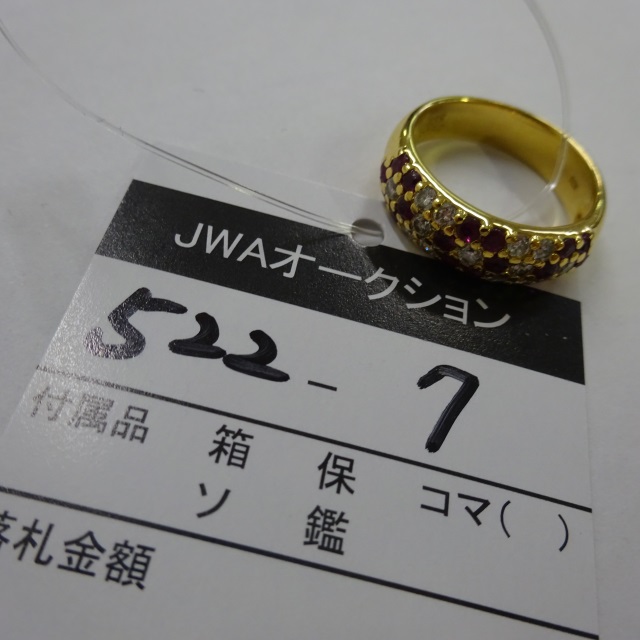 JWAオークション
522-7
付属品 箱 保 コマ( )
ソ 鑑
落札金額